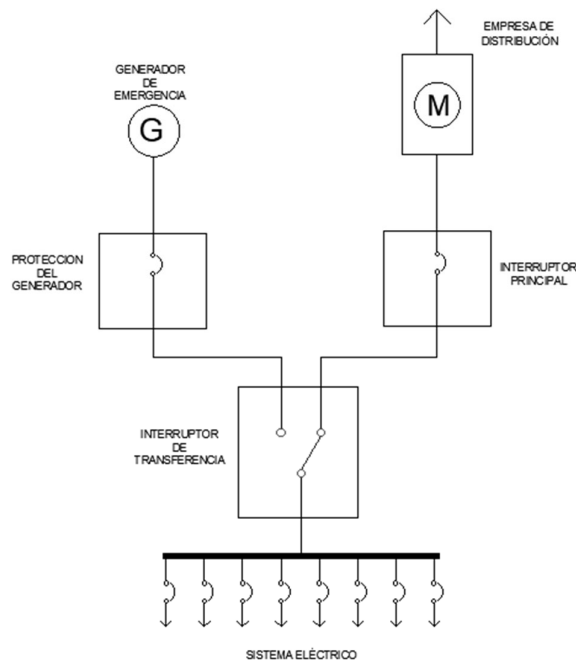 EMPRESA DE
DISTRIBUCIÓN
GENERADOR
DE
EMERGENCIA
G
M
PROTECCION
DEL
GENERADOR
INTERRUPTOR
PRINCIPAL
INTERRUPTOR
DE
TRANSFERENCIA
SISTEMA ELÉCTRICO